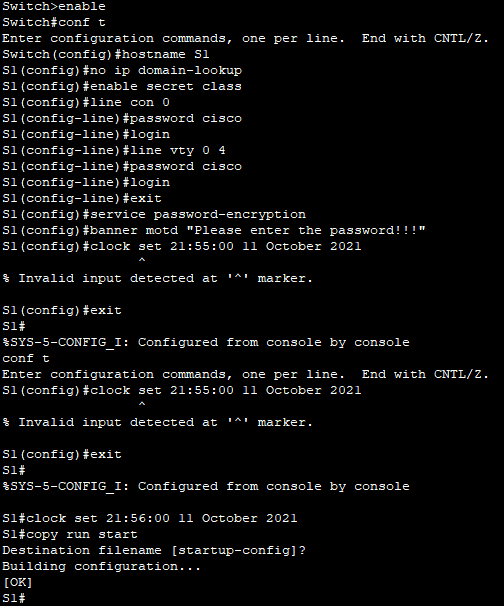 Switch>enable
Switch#conf t
Enter configuration commands, one per line.  End with CNTL/Z.
Switch(config)#hostname S1
S1(config)#no ip domain-lookup
S1(config)#enable secret class
S1(config)#line con 0
S1(config-line)#password cisco
S1(config-line)#login
S1(config-line)#line vty 0 4
S1(config-line)#password cisco
S1(config-line)#login
S1(config-line)#exit
S1(config)#service password-encryption
S1(config)#banner motd "Please enter the password!!!"
S1(config)#clock set 21:55:00 11 October 2021
                 ^
% Invalid input detected at '^' marker.

S1(config)#exit
S1#
%SYS-5-CONFIG_I: Configured from console by console
conf t
Enter configuration commands, one per line.  End with CNTL/Z.
S1(config)#clock set 21:55:00 11 October 2021
                 ^
% Invalid input detected at '^' marker.

S1(config)#exit
S1#
%SYS-5-CONFIG_I: Configured from console by console

S1#clock set 21:56:00 11 October 2021
S1#copy run start
Destination filename [startup-config]?
Building configuration...
[OK]
S1#